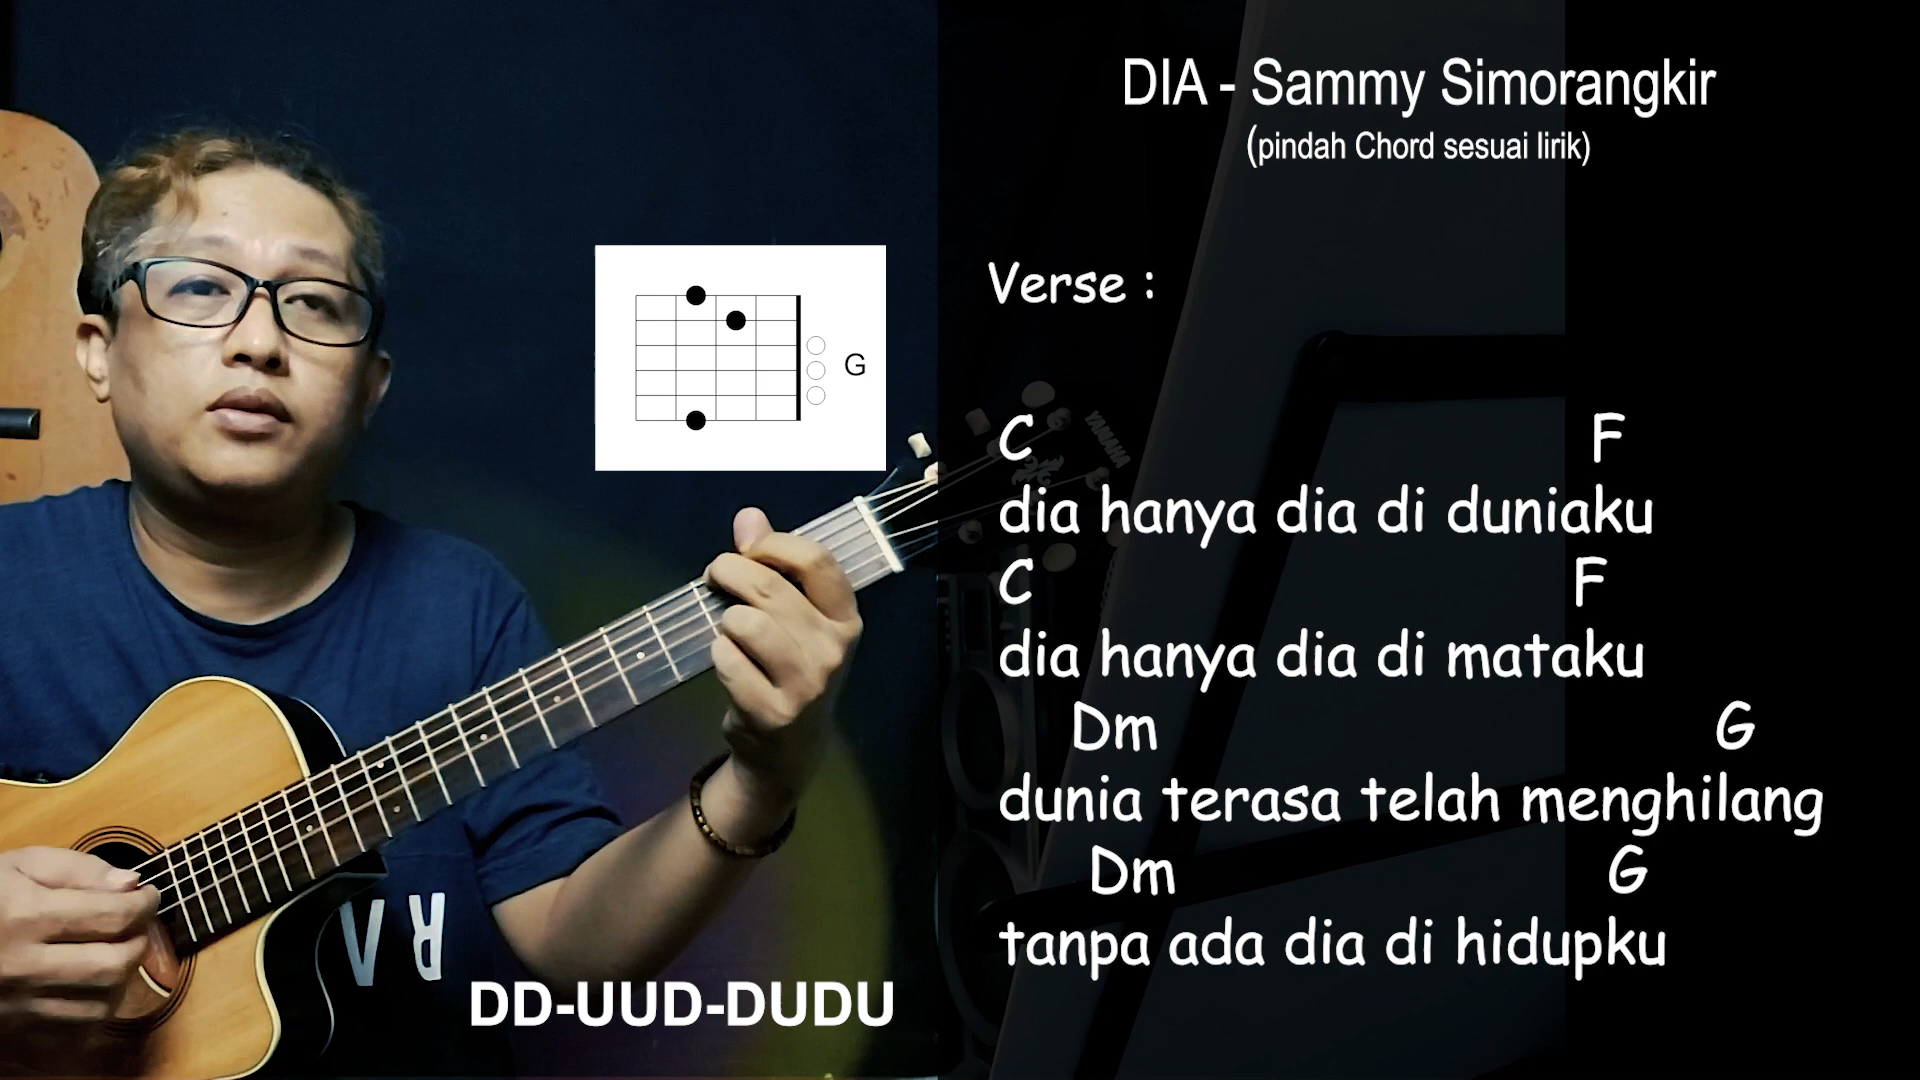 DIA - Sammy Simorangkir
(pindah Chord sesuai lirik)
G
Verse :
C F
dia hanya dia di duniaku
C F
dia hanya dia di mataku
Dm G
dunia terasa telah menghilang
Dm G
tanpa ada dia di hidupku
DD-UUD-DUDU
YAMAHA